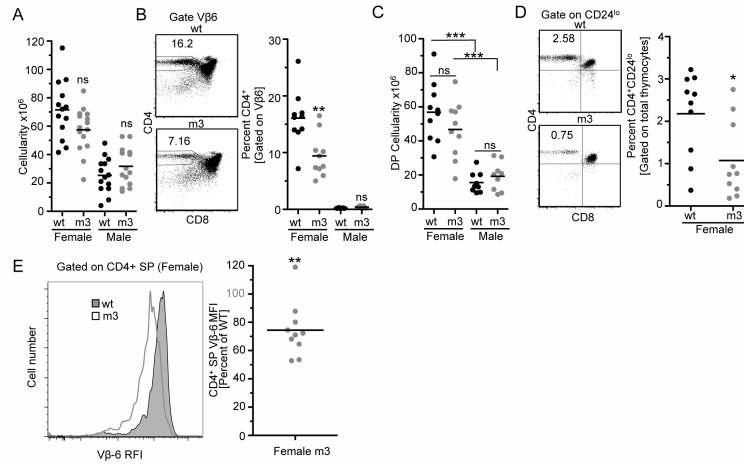 A
Cellularity x10⁶
120
100
80
60
40
20
0
ns
ns
wt m3 wt m3
Female Male
B
Gate Vβ6
wt
16.2
m3
7.16
CD4
CD8
Percent CD4⁺
[Gated on Vβ6]
30
20
10
0
**
ns
wt m3 wt m3
Female Male
C
DP Cellularity x10⁶
100
80
60
40
20
0
***
***
ns
ns
wt m3 wt m3
Female Male
D
Gate on CD24ˡᵒ
wt
2.58
m3
0.75
CD4
CD8
Percent CD4⁺CD24ˡᵒ
[Gated on total thymocytes]
4
3
2
1
0
*
wt m3
Female
E
Gated on CD4+ SP (Female)
wt
m3
Cell number
Vβ-6 RFI
CD4⁺ SP Vβ-6 MFI
[Percent of WT]
120
100
80
60
40
20
0
**
Female m3